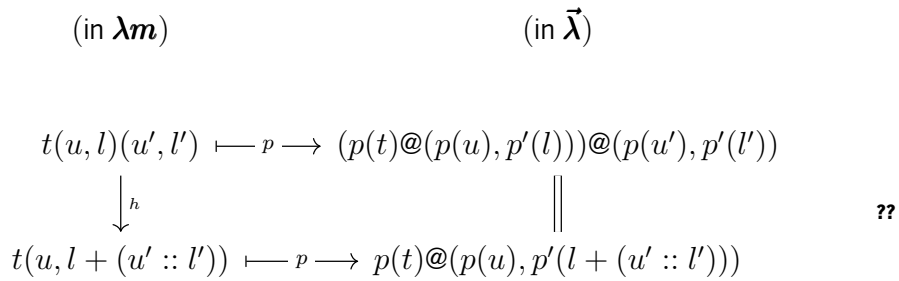 (in λm) (in λ⃗)
t(u, l)(u′, l′) ⟼ p ⟶ (p(t)@(p(u), p′(l)))@(p(u′), p′(l′))
h ??
t(u, l + (u′ :: l′)) ⟼ p ⟶ p(t)@(p(u), p′(l + (u′ :: l′)))